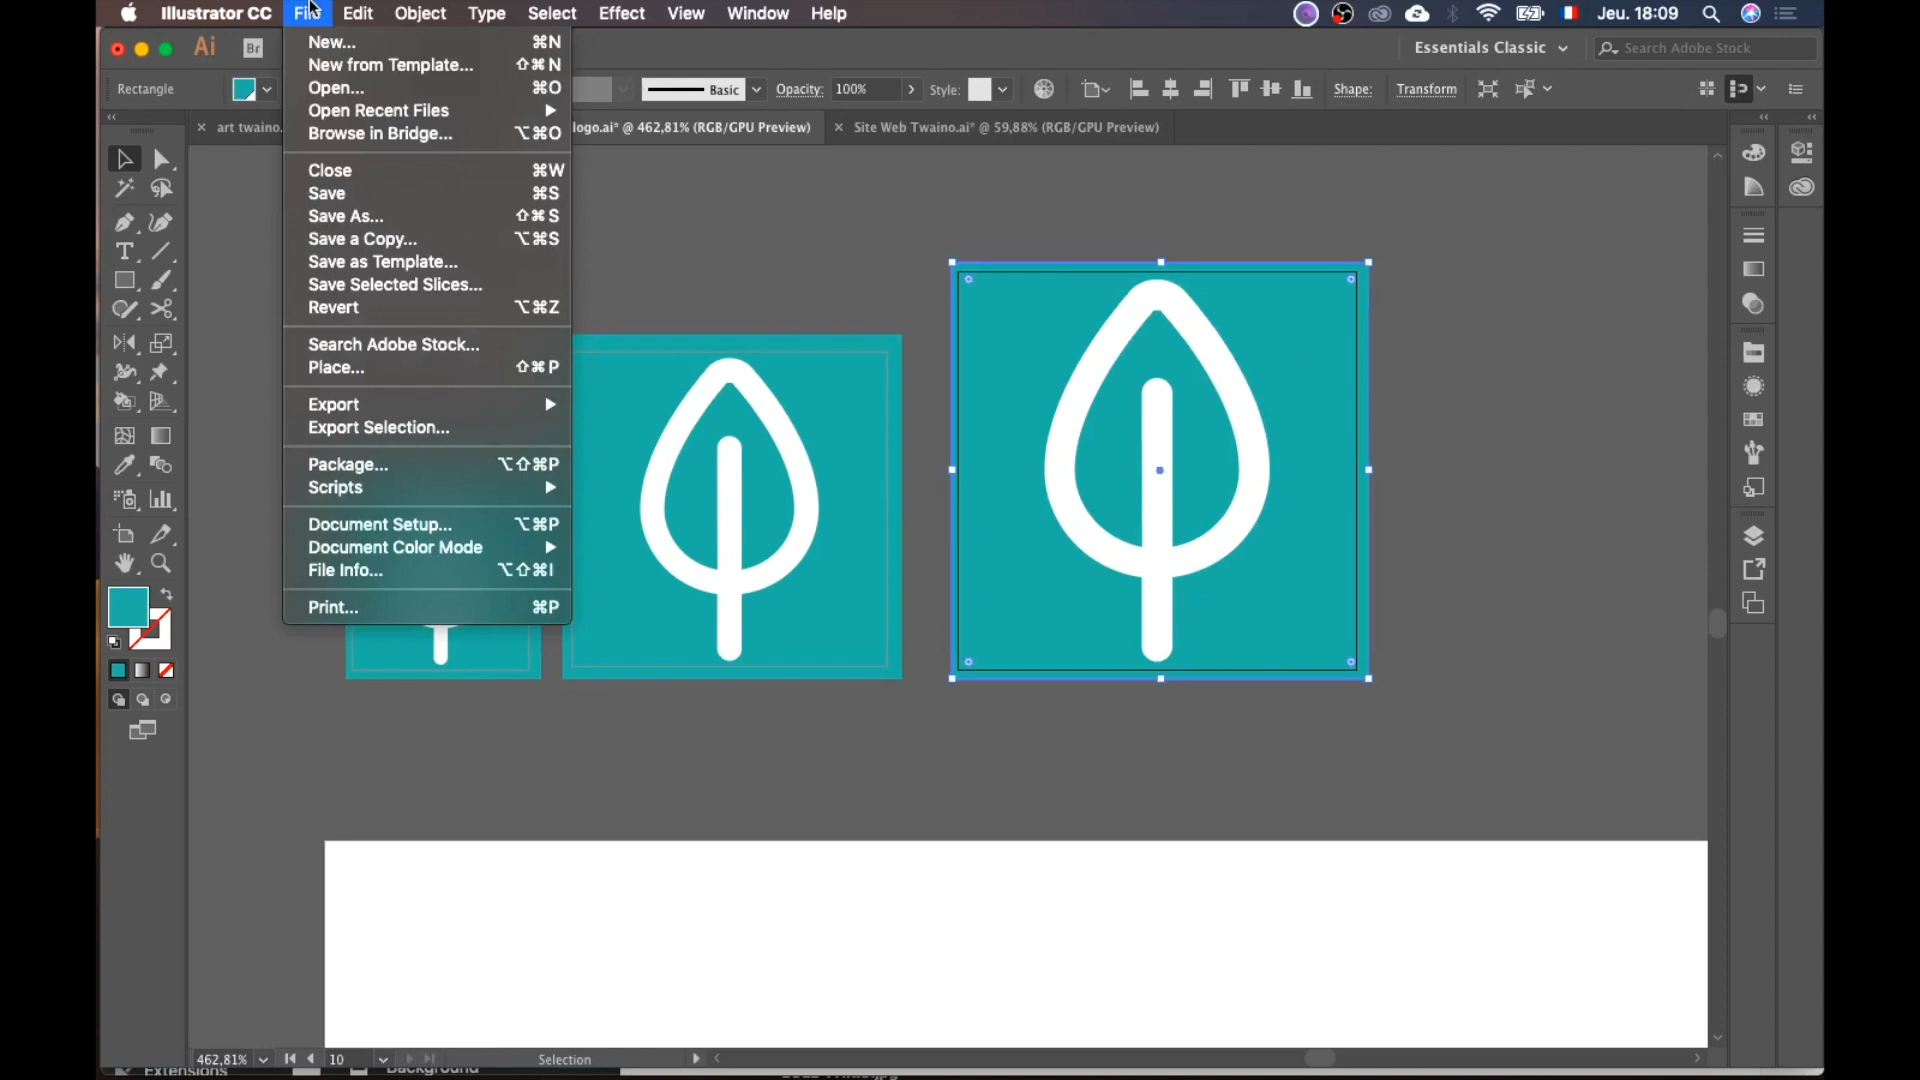 Illustrator CC File Edit Object Type Select Effect View Window Help Jeu. 18:09
Ai Br Essentials Classic Search Adobe Stock
Rectangle Basic Opacity: 100% Style: Shape: Transform
art twaino. logo.ai* @ 462,81% (RGB/GPU Preview) Site Web Twaino.ai* @ 59,88% (RGB/GPU Preview)
New... ⌘N
New from Template... ⇧⌘N
Open... ⌘O
Open Recent Files
Browse in Bridge... ⌥⌘O
Close ⌘W
Save ⌘S
Save As... ⇧⌘S
Save a Copy... ⌥⌘S
Save as Template...
Save Selected Slices...
Revert ⌥⌘Z
Search Adobe Stock...
Place... ⇧⌘P
Export
Export Selection...
Package... ⌥⇧⌘P
Scripts
Document Setup... ⌥⌘P
Document Color Mode
File Info... ⌥⇧⌘I
Print... ⌘P
462,81% 10 Selection
Extensions Background